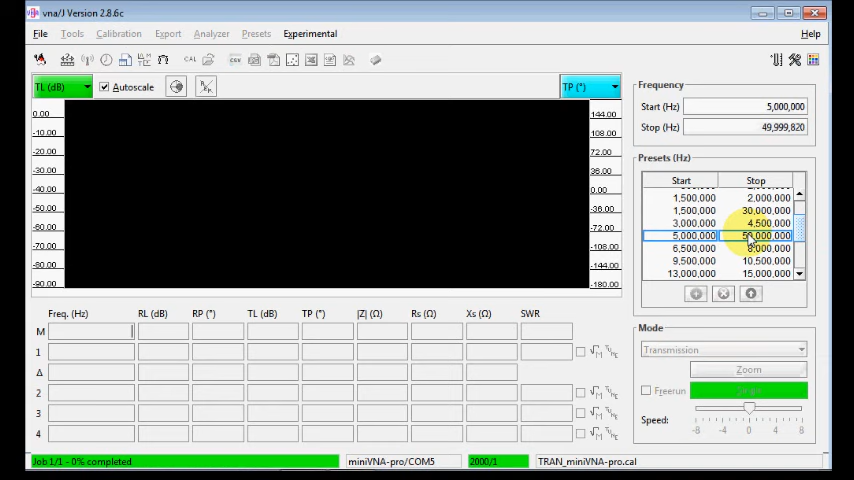 vna/J Version 2.8.6c
File Tools Calibration Export Analyzer Presets Experimental Help
CAL CSV
TL (dB) Autoscale TP (°)
0.00
-10.00
-20.00
-30.00
-40.00
-50.00
-60.00
-70.00
-80.00
-90.00
144.00
108.00
72.00
36.00
0.00
-36.00
-72.00
-108.00
-144.00
-180.00
Freq. (Hz) RL (dB) RP (°) TL (dB) TP (°) |Z| (Ω) Rs (Ω) Xs (Ω) SWR
M
1
Δ
2
3
4
Frequency
Start (Hz) 5,000,000
Stop (Hz) 49,999,820
Presets (Hz)
Start Stop
1,500,000 2,000,000
1,500,000 30,000,000
3,000,000 4,500,000
5,000,000 50,000,000
6,500,000 8,000,000
9,500,000 10,500,000
13,000,000 15,000,000
Mode
Transmission
Zoom
Freerun Single
Speed:
-8 -4 0 4 8
Job 1/1 - 0% completed miniVNA-pro/COM5 2000/1 TRAN_miniVNA-pro.cal